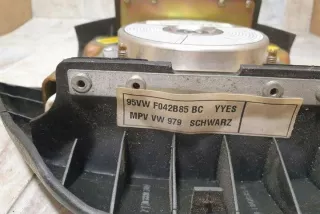 95VW F042B85 BC YYES
MPV VW 979 SCHWARZ